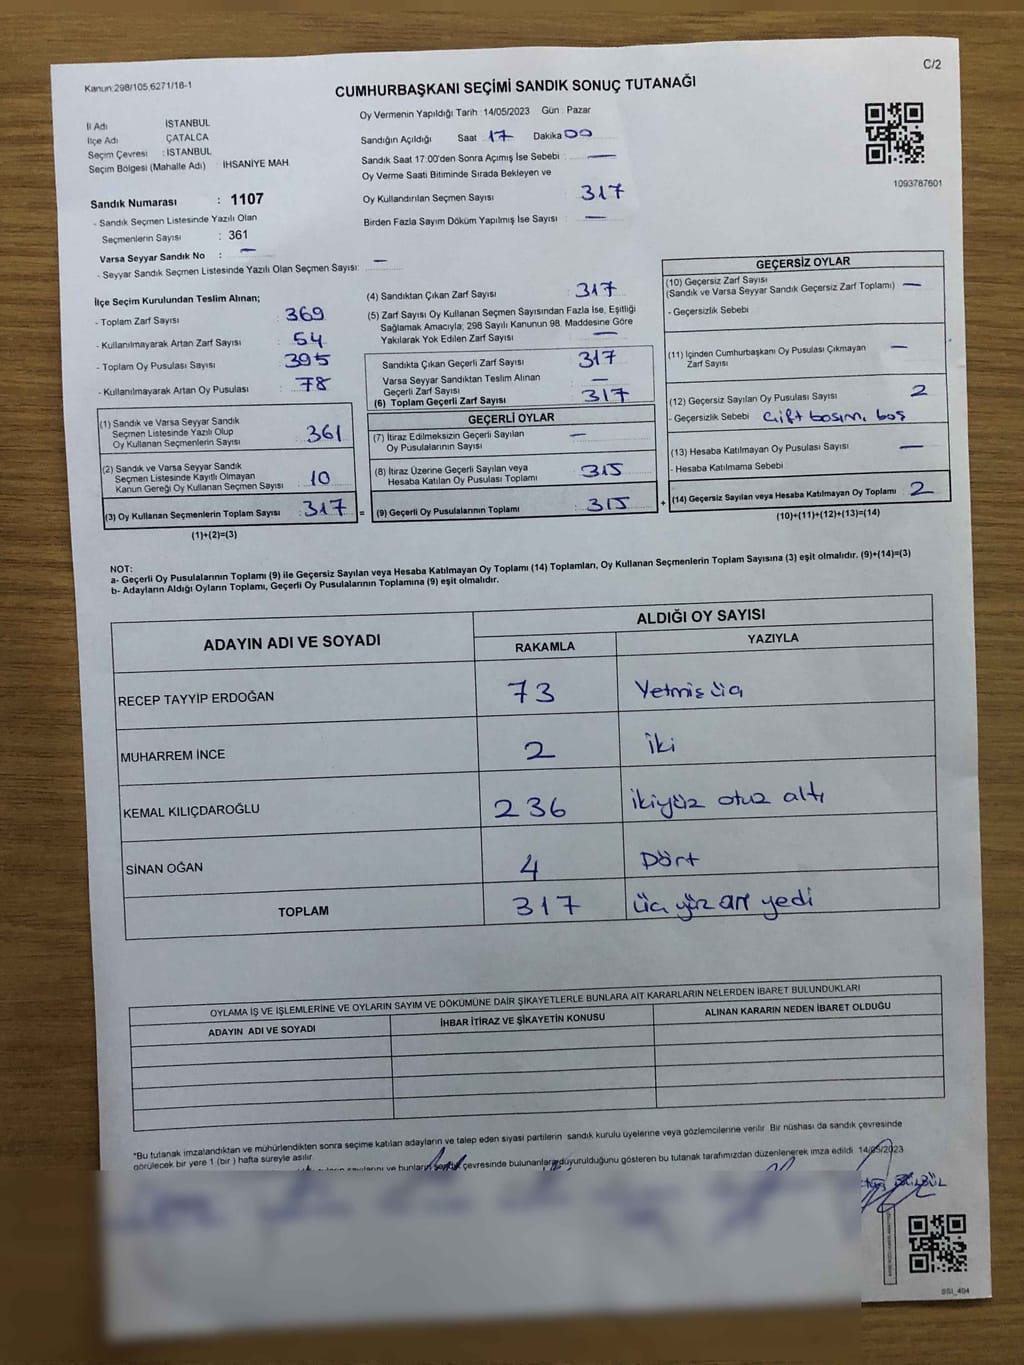 Kanun:298/105,6271/18-1
C/2
CUMHURBAŞKANI SEÇİMİ SANDIK SONUÇ TUTANAĞI
İl Adı İSTANBUL
İlçe Adı ÇATALCA
Seçim Çevresi : İSTANBUL
Seçim Bölgesi (Mahalle Adı) : İHSANİYE MAH
Sandık Numarası : 1107
- Sandık Seçmen Listesinde Yazılı Olan
Seçmenlerin Sayısı : 361
Varsa Seyyar Sandık No : —
- Seyyar Sandık Seçmen Listesinde Yazılı Olan Seçmen Sayısı: —
Oy Vermenin Yapıldığı Tarih 14/05/2023 Gün : Pazar
Sandığın Açıldığı Saat 17 Dakika 00
Sandık Saat 17:00'den Sonra Açımış İse Sebebi : —
Oy Verme Saati Bitiminde Sırada Bekleyen ve
Oy Kullandırılan Seçmen Sayısı : 317
Birden Fazla Sayım Döküm Yapılmış İse Sayısı : —
1093787601
İlçe Seçim Kurulundan Teslim Alınan;
- Toplam Zarf Sayısı : 369
- Kullanılmayarak Artan Zarf Sayısı : 54
- Toplam Oy Pusulası Sayısı : 395
- Kullanılmayarak Artan Oy Pusulası : 78
(1) Sandık ve Varsa Seyyar Sandık
Seçmen Listesinde Yazılı Olup
Oy Kullanan Seçmenlerin Sayısı : 361
(2) Sandık ve Varsa Seyyar Sandık
Seçmen Listesinde Kayıtlı Olmayan
Kanun Gereği Oy Kullanan Seçmen Sayısı : 10
(3) Oy Kullanan Seçmenlerin Toplam Sayısı : 317
(1)+(2)=(3)
(4) Sandıktan Çıkan Zarf Sayısı : 317
(5) Zarf Sayısı Oy Kullanan Seçmen Sayısından Fazla İse, Eşitliği
Sağlamak Amacıyla; 298 Sayılı Kanunun 98. Maddesine Göre
Yakılarak Yok Edilen Zarf Sayısı : —
Sandıkta Çıkan Geçerli Zarf Sayısı : 317
Varsa Seyyar Sandıktan Teslim Alınan
Geçerli Zarf Sayısı : —
(6) Toplam Geçerli Zarf Sayısı : 317
GEÇERLİ OYLAR
(7) İtiraz Edilmeksizin Geçerli Sayılan
Oy Pusulalarının Sayısı : —
(8) İtiraz Üzerine Geçerli Sayılan veya
Hesaba Katılan Oy Pusulası Toplamı : 315
= (9) Geçerli Oy Pusulalarının Toplamı : 315
GEÇERSİZ OYLAR
(10) Geçersiz Zarf Sayısı
(Sandık ve Varsa Seyyar Sandık Geçersiz Zarf Toplamı) : —
- Geçersizlik Sebebi
(11) İçinden Cumhurbaşkanı Oy Pusulası Çıkmayan
Zarf Sayısı : —
(12) Geçersiz Sayılan Oy Pusulası Sayısı : 2
- Geçersizlik Sebebi Çift basım, boş
(13) Hesaba Katılmayan Oy Pusulası Sayısı : —
- Hesaba Katılmama Sebebi
+ (14) Geçersiz Sayılan veya Hesaba Katılmayan Oy Toplamı : 2
(10)+(11)+(12)+(13)=(14)
NOT:
a- Geçerli Oy Pusulalarının Toplamı (9) ile Geçersiz Sayılan veya Hesaba Katılmayan Oy Toplamı (14) Toplamları, Oy Kullanan Seçmenlerin Toplam Sayısına (3) eşit olmalıdır. (9)+(14)=(3)
b- Adayların Aldığı Oyların Toplamı, Geçerli Oy Pusulalarının Toplamına (9) eşit olmalıdır.
ADAYIN ADI VE SOYADI ALDIĞI OY SAYISI
RAKAMLA YAZIYLA
RECEP TAYYİP ERDOĞAN 73 Yetmiş üç
MUHARREM İNCE 2 iki
KEMAL KILIÇDAROĞLU 236 ikiyüz otuz altı
SİNAN OĞAN 4 Dört
TOPLAM 317 üç yüz on yedi
OYLAMA İŞ VE İŞLEMLERİNE VE OYLARIN SAYIM VE DÖKÜMÜNE DAİR ŞİKAYETLERLE BUNLARA AİT KARARLARIN NELERDEN İBARET BULUNDUKLARI
ADAYIN ADI VE SOYADI İHBAR İTİRAZ VE ŞİKAYETİN KONUSU ALINAN KARARIN NEDEN İBARET OLDUĞU
*Bu tutanak imzalandıktan ve mühürlendikten sonra seçime katılan adayların ve talep eden siyasi partilerin sandık kurulu üyelerine veya gözlemcilerine verilir. Bir nüshası da sandık çevresinde
görülecek bir yere 1 (bir ) hafta süreyle asılır.
ve bunların sandık çevresinde bulunanlara duyurulduğunu gösteren bu tutanak tarafımızdan düzenlenerek imza edildi. 14/05/2023
SSI_404